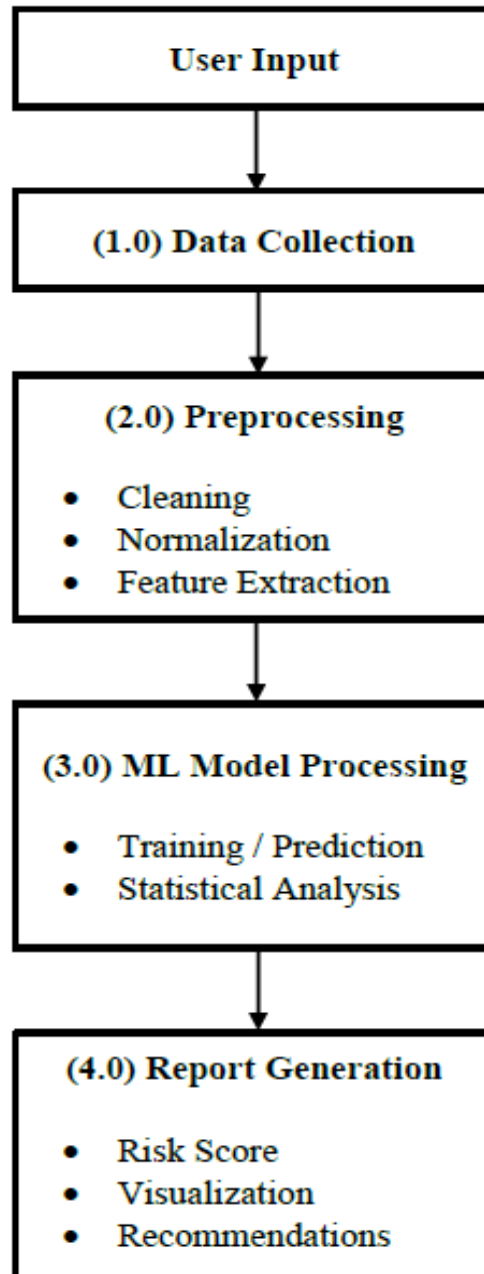 User Input
(1.0) Data Collection
(2.0) Preprocessing
• Cleaning
• Normalization
• Feature Extraction
(3.0) ML Model Processing
• Training / Prediction
• Statistical Analysis
(4.0) Report Generation
• Risk Score
• Visualization
• Recommendations